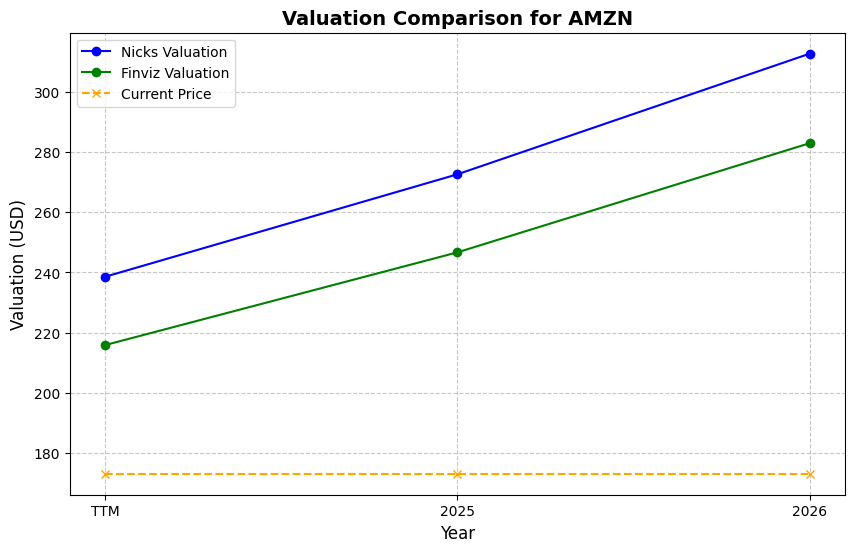 Valuation Comparison for AMZN
Nicks Valuation
Finviz Valuation
Current Price
Valuation (USD)
300
280
260
240
220
200
180
TTM
2025
2026
Year